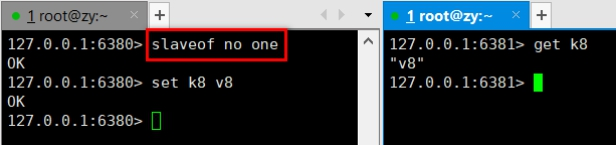 1 root@zy:~
127.0.0.1:6380> slaveof no one
OK
127.0.0.1:6380> set k8 v8
OK
127.0.0.1:6380>
1 root@zy:~
127.0.0.1:6381> get k8
"v8"
127.0.0.1:6381>